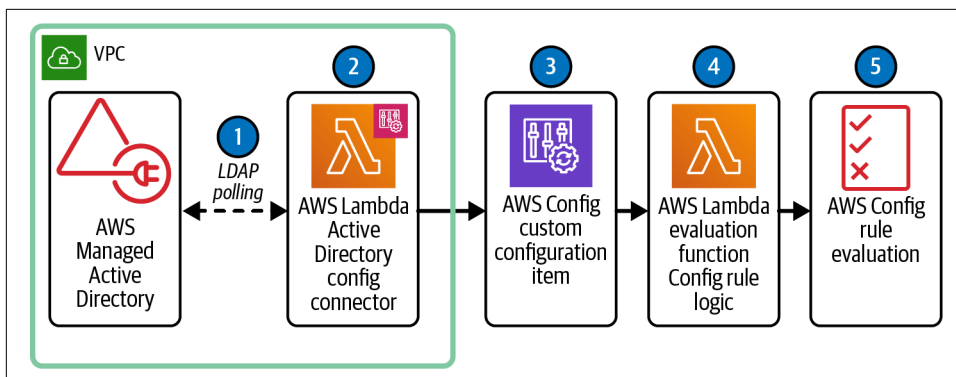 VPC
1
2
3
4
5
LDAP
polling
AWS
Managed
Active
Directory
AWS Lambda
Active
Directory
config
connector
AWS Config
custom
configuration
item
AWS Lambda
evaluation
function
Config rule
logic
AWS Config
rule
evaluation